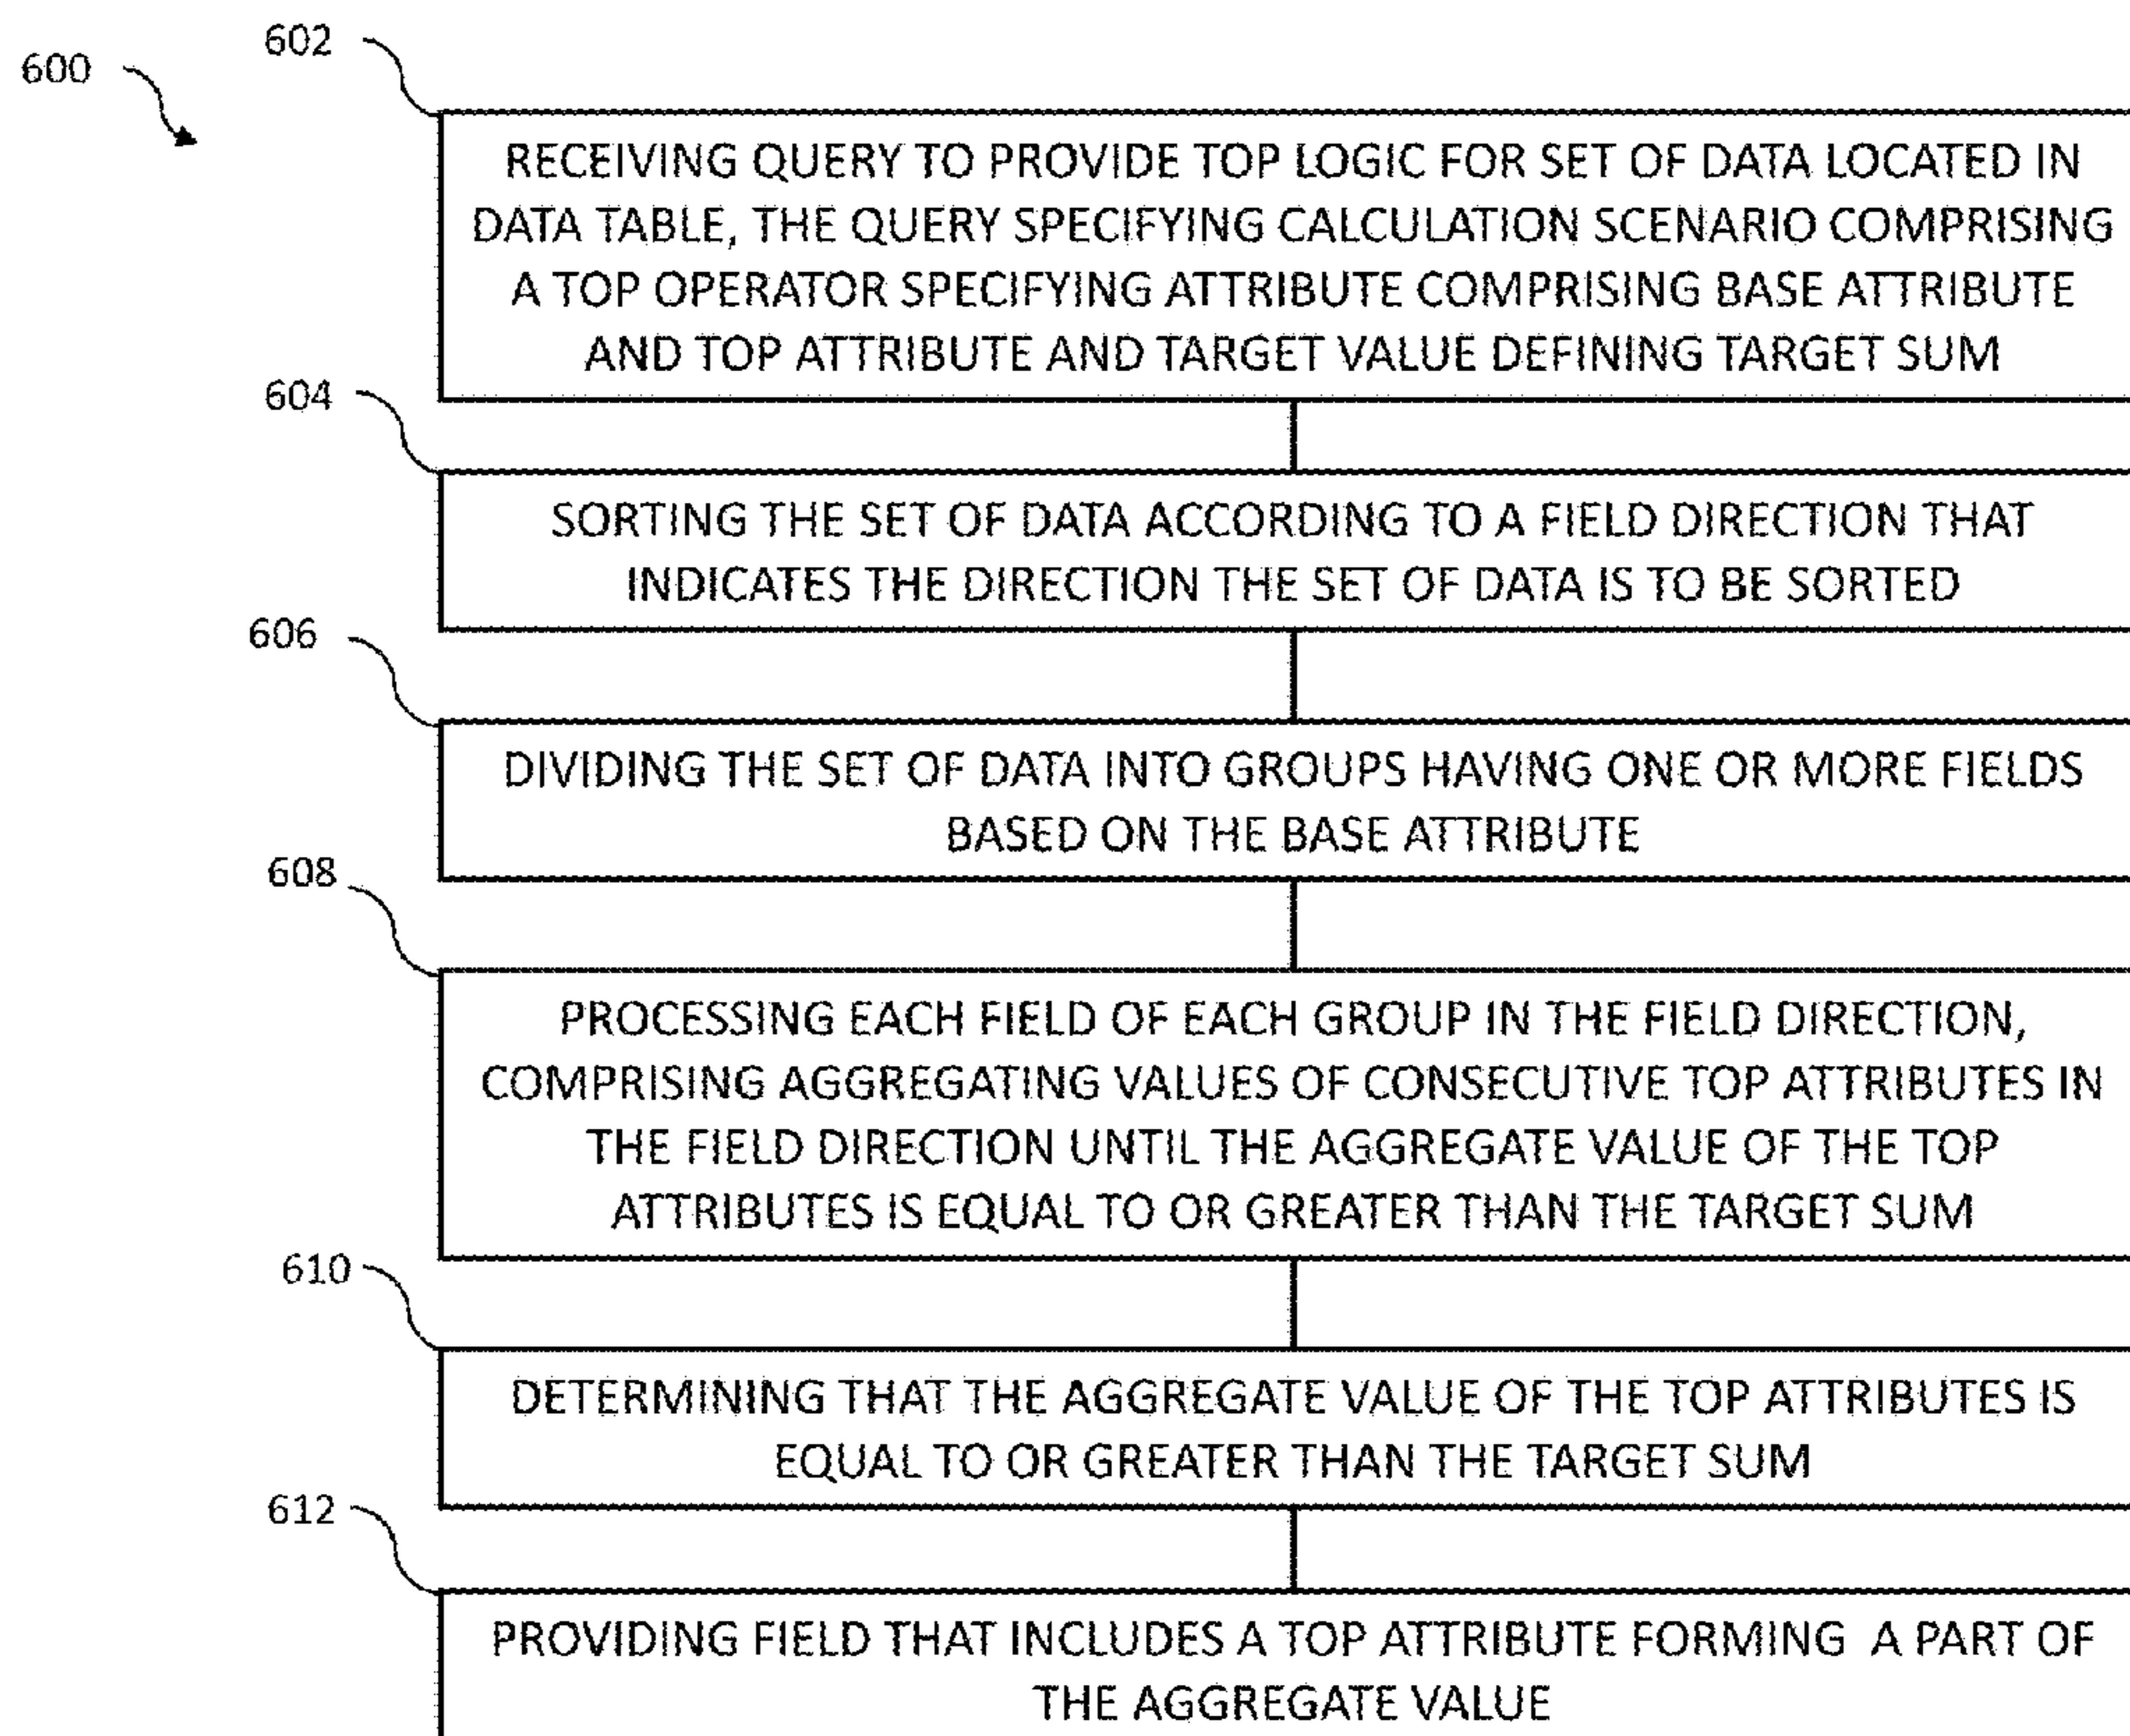 600
602
RECEIVING QUERY TO PROVIDE TOP LOGIC FOR SET OF DATA LOCATED IN
DATA TABLE, THE QUERY SPECIFYING CALCULATION SCENARIO COMPRISING
A TOP OPERATOR SPECIFYING ATTRIBUTE COMPRISING BASE ATTRIBUTE
AND TOP ATTRIBUTE AND TARGET VALUE DEFINING TARGET SUM
604
SORTING THE SET OF DATA ACCORDING TO A FIELD DIRECTION THAT
INDICATES THE DIRECTION THE SET OF DATA IS TO BE SORTED
606
DIVIDING THE SET OF DATA INTO GROUPS HAVING ONE OR MORE FIELDS
BASED ON THE BASE ATTRIBUTE
608
PROCESSING EACH FIELD OF EACH GROUP IN THE FIELD DIRECTION,
COMPRISING AGGREGATING VALUES OF CONSECUTIVE TOP ATTRIBUTES IN
THE FIELD DIRECTION UNTIL THE AGGREGATE VALUE OF THE TOP
ATTRIBUTES IS EQUAL TO OR GREATER THAN THE TARGET SUM
610
DETERMINING THAT THE AGGREGATE VALUE OF THE TOP ATTRIBUTES IS
EQUAL TO OR GREATER THAN THE TARGET SUM
612
PROVIDING FIELD THAT INCLUDES A TOP ATTRIBUTE FORMING A PART OF
THE AGGREGATE VALUE